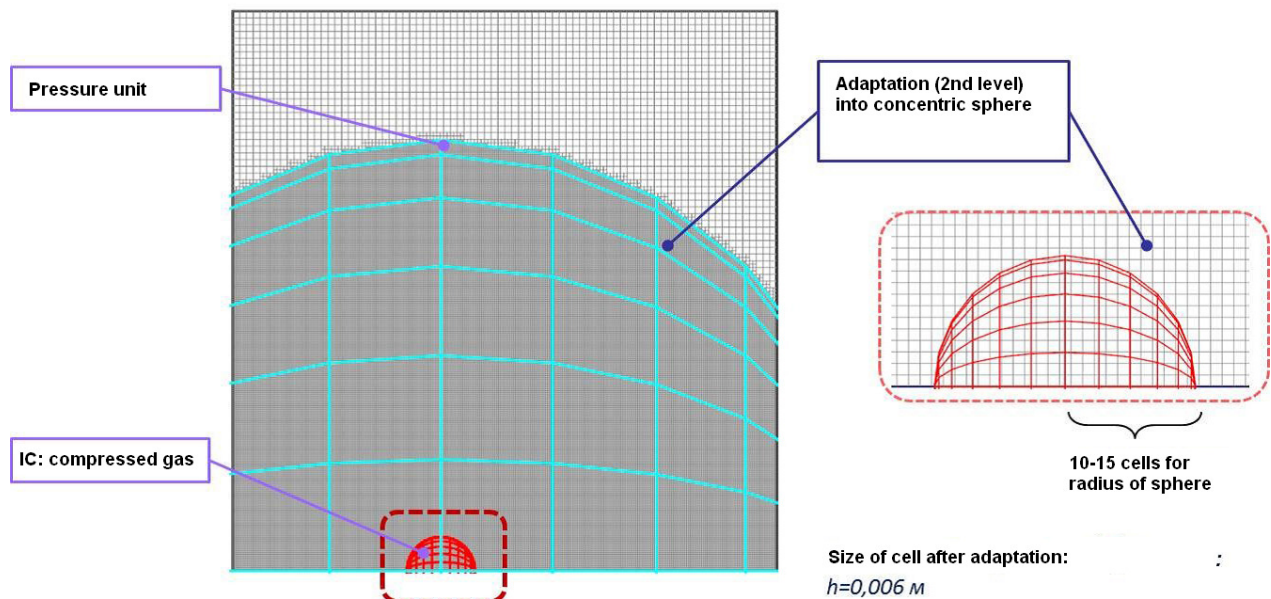 Pressure unit
Adaptation (2nd level)
into concentric sphere
IC: compressed gas
10-15 cells for
radius of sphere
Size of cell after adaptation: :
h=0,006 м